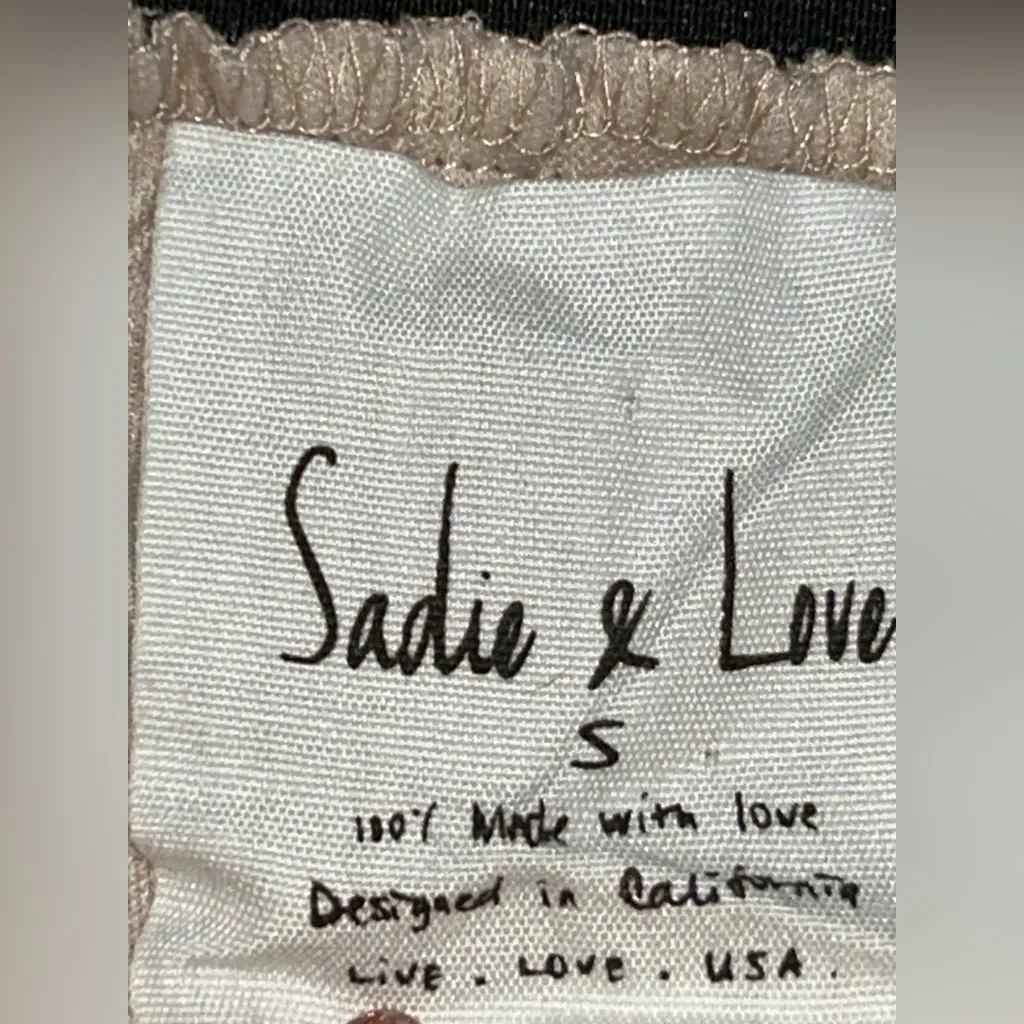 Sadie & Love
S
100% Made with love
Designed in California
LIVE . LOVE . USA .